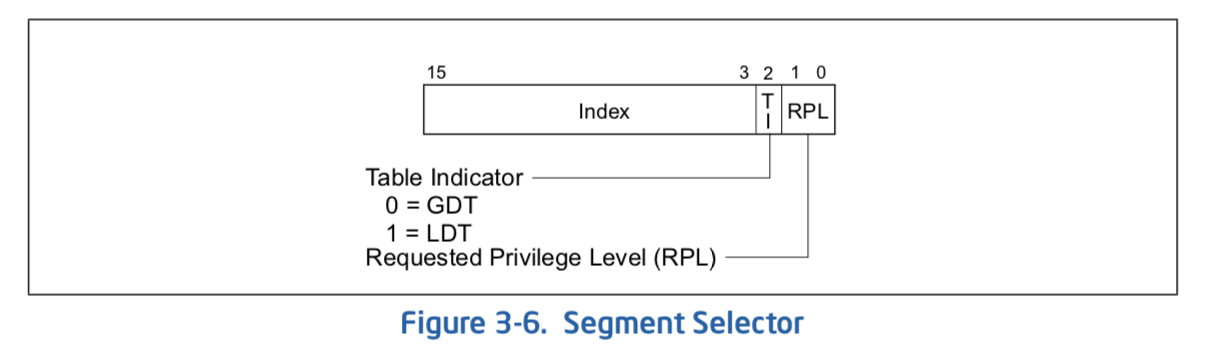 15 3 2 1 0
Index TI RPL
Table Indicator
0 = GDT
1 = LDT
Requested Privilege Level (RPL)
Figure 3-6. Segment Selector